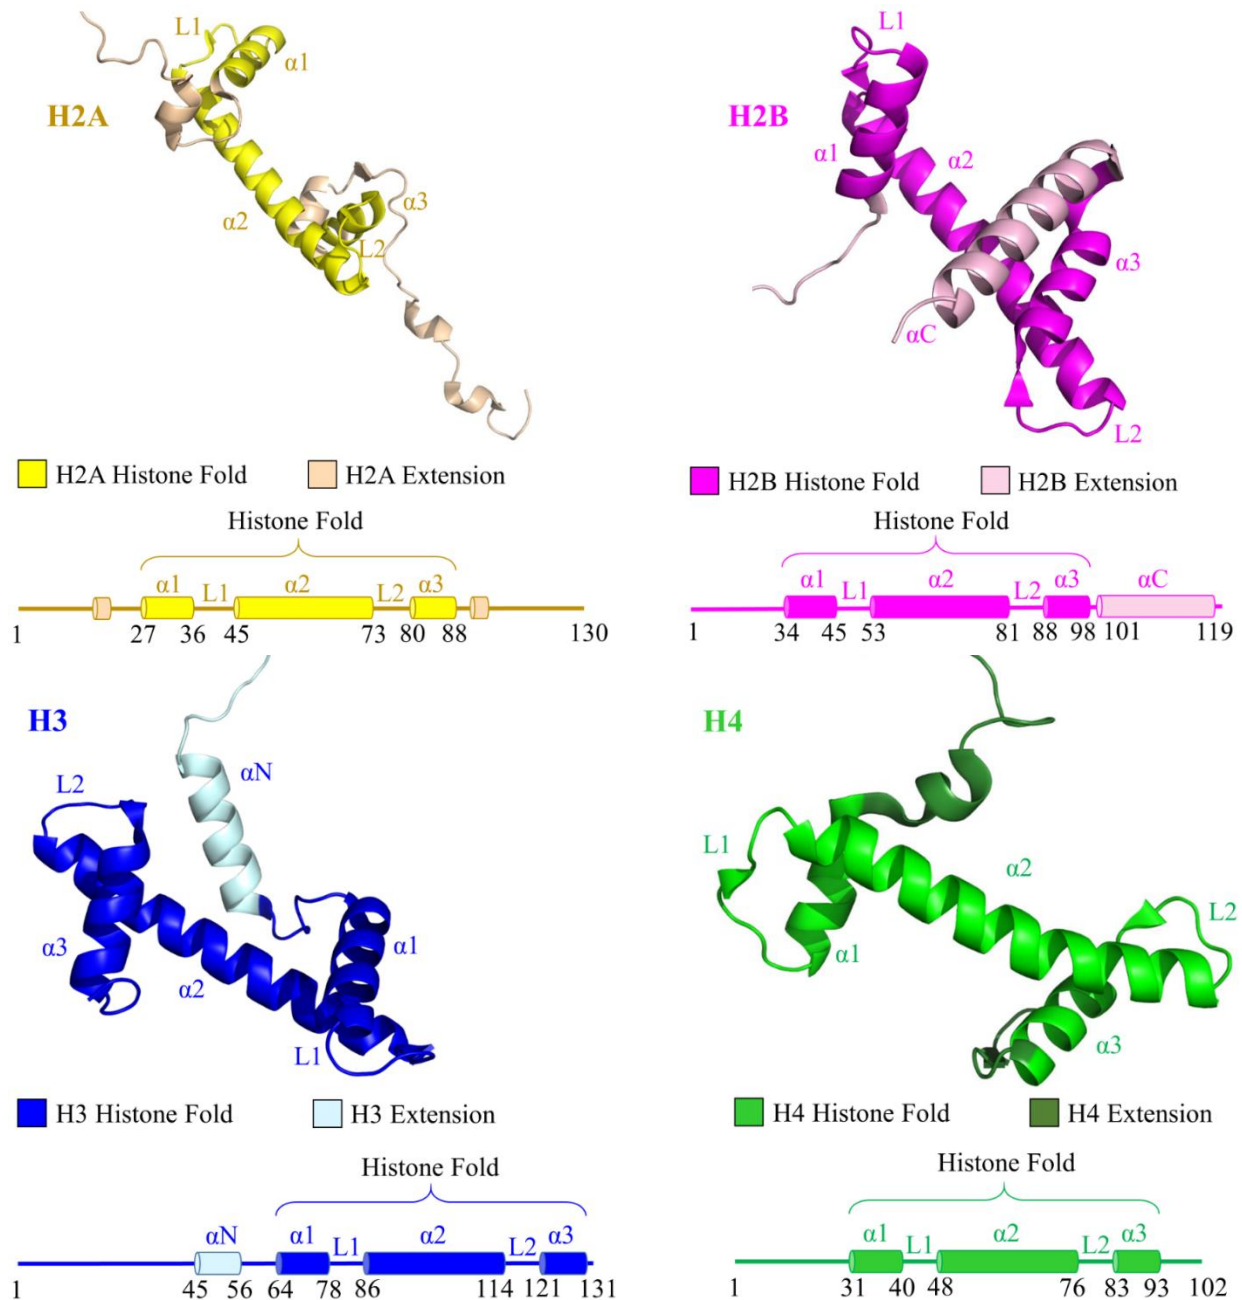 L1
α1
H2A
α2
α3
L2
H2A Histone Fold
H2A Extension
Histone Fold
α1
L1
α2
L2
α3
1
27
36
45
73
80
88
130
L1
H2B
α1
α2
α3
αC
L2
H2B Histone Fold
H2B Extension
Histone Fold
α1
L1
α2
L2
α3
αC
1
34
45
53
81
88
98
101
119
H3
αN
L2
α1
α3
α2
L1
H3 Histone Fold
H3 Extension
Histone Fold
αN
α1
L1
α2
L2
α3
1
45
56
64
78
86
114
121
131
H4
L1
α2
L2
α1
α3
H4 Histone Fold
H4 Extension
Histone Fold
α1
L1
α2
L2
α3
1
31
40
48
76
83
93
102